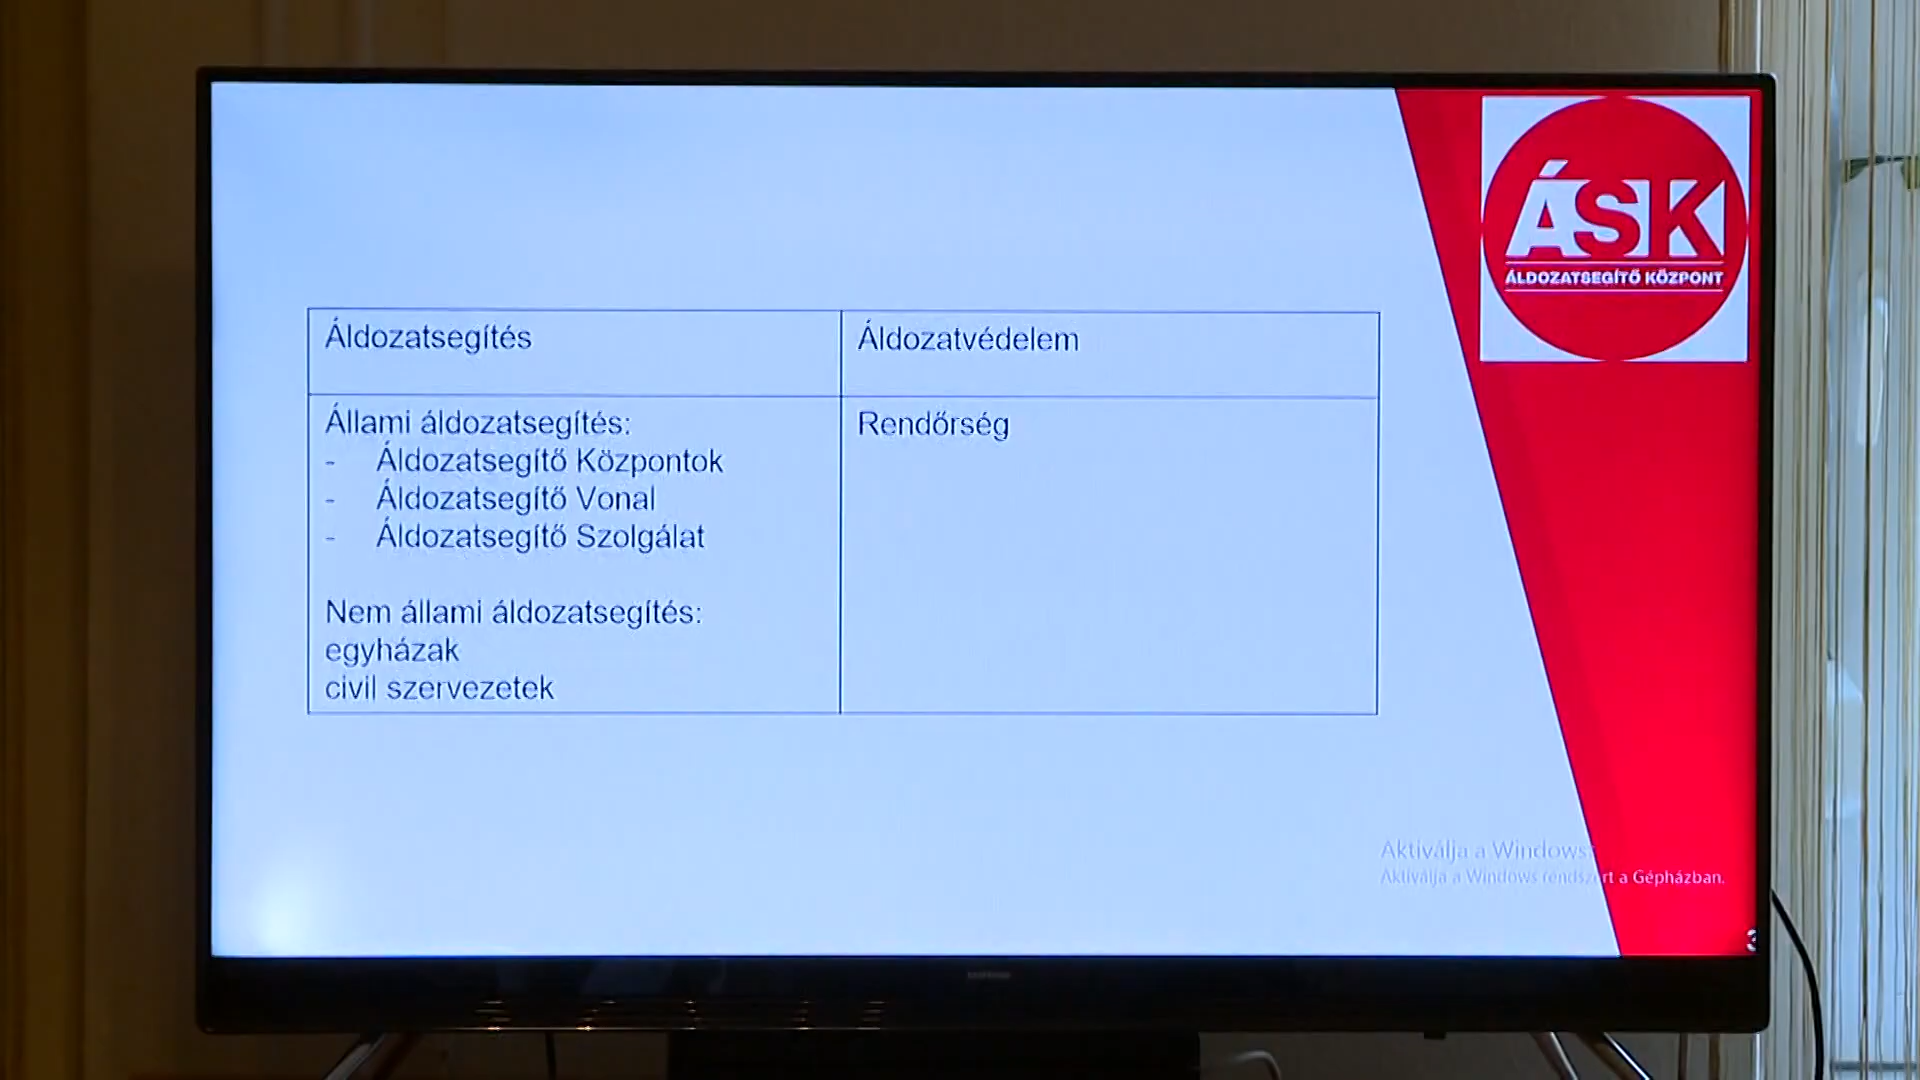 ÁSK
ÁLDOZATSEGÍTŐ KÖZPONT
Áldozatsegítés
Áldozatvédelem
Állami áldozatsegítés:
- Áldozatsegítő Központok
- Áldozatsegítő Vonal
- Áldozatsegítő Szolgálat
Nem állami áldozatsegítés:
egyházak
civil szervezetek
Rendőrség
Aktiválja a Windows
Aktiválja a Windows rendszert a Gépházban.
3